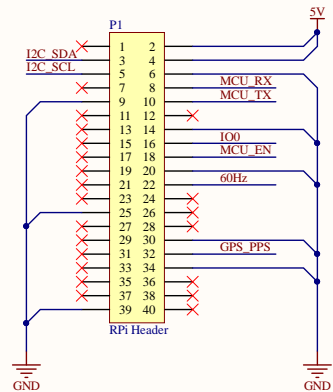 P1
5V
1 2
I2C_SDA 3 4
I2C_SCL 5 6
7 8 MCU_RX
9 10 MCU_TX
11 12
13 14
15 16 IO0
17 18 MCU_EN
19 20
21 22 60Hz
23 24
25 26
27 28
29 30
31 32 GPS_PPS
33 34
35 36
37 38
39 40
RPi Header
GND GND